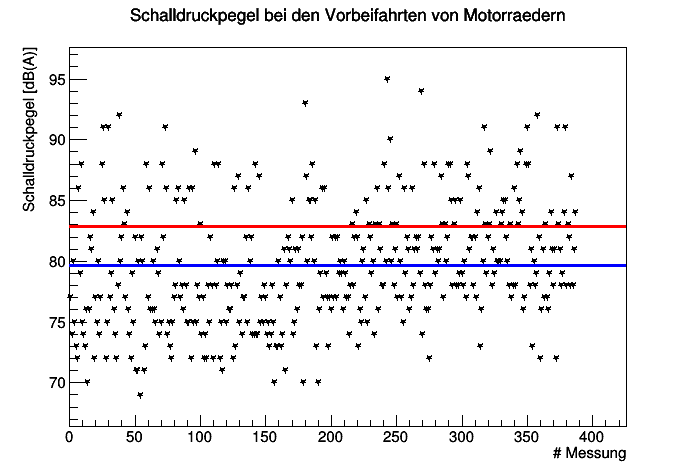 Schalldruckpegel bei den Vorbeifahrten von Motorraedern
Schalldruckpegel [dB(A)]
95
90
85
80
75
70
0 50 100 150 200 250 300 350 400
# Messung